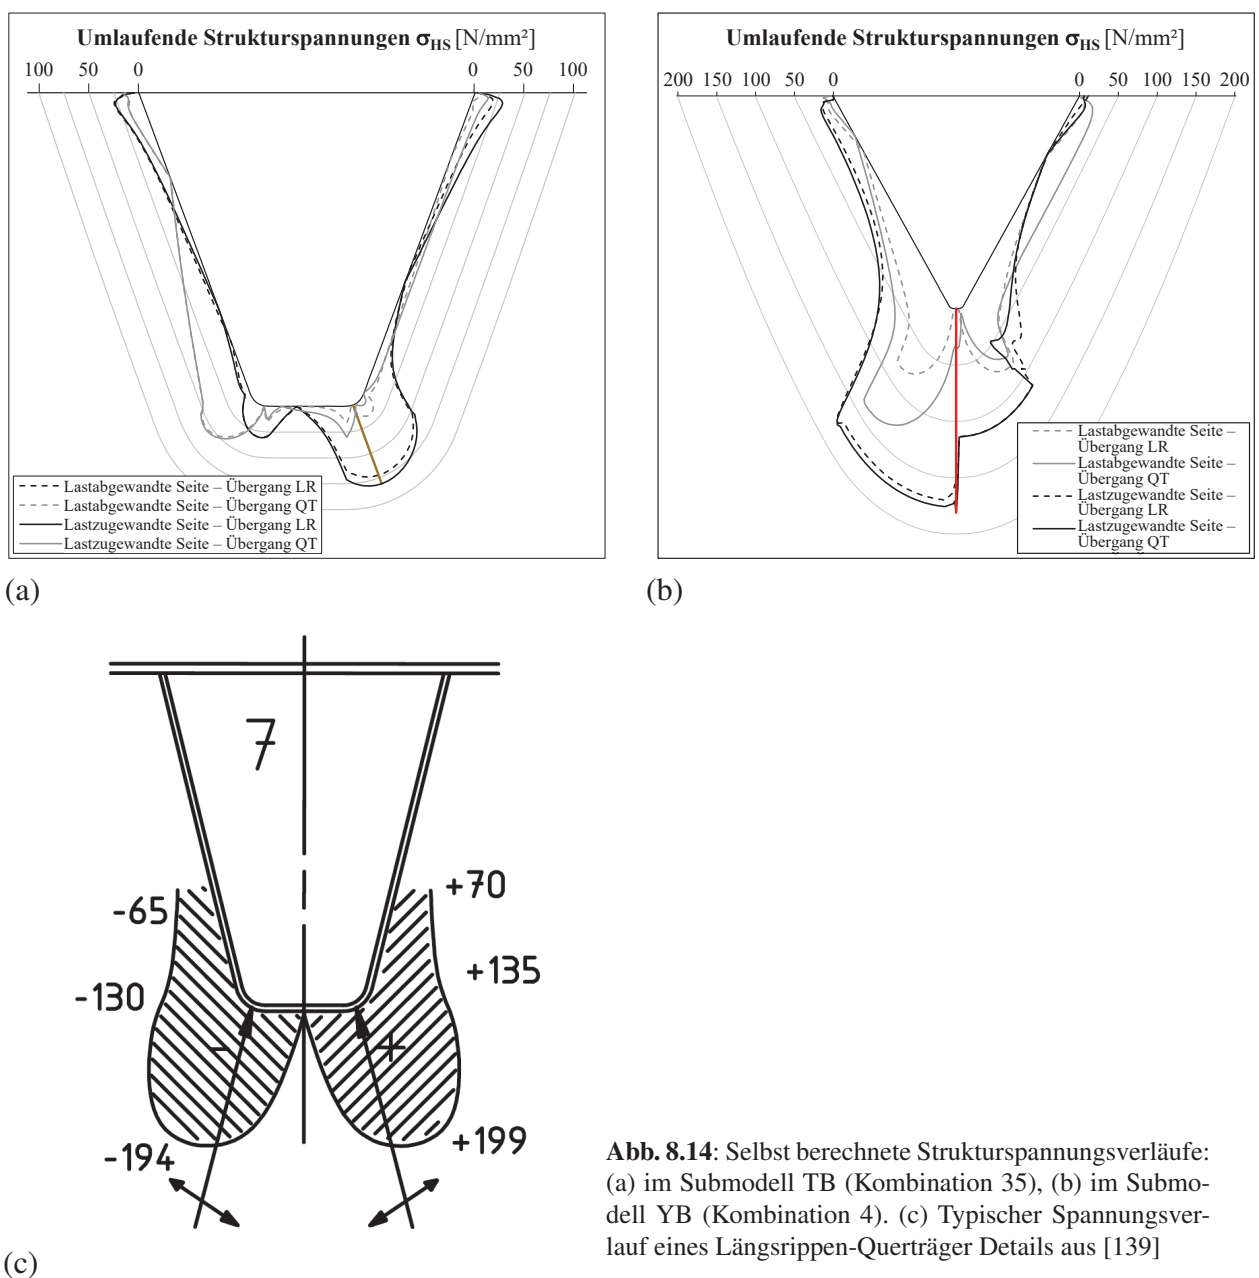 Umlaufende Strukturspannungen σHS [N/mm²]
100 50 0 0 50 100
Lastabgewandte Seite – Übergang LR
Lastabgewandte Seite – Übergang QT
Lastzugewandte Seite – Übergang LR
Lastzugewandte Seite – Übergang QT
(a)
Umlaufende Strukturspannungen σHS [N/mm²]
200 150 100 50 0 0 50 100 150 200
Lastabgewandte Seite –
Übergang LR
Lastabgewandte Seite –
Übergang QT
Lastzugewandte Seite –
Übergang LR
Lastzugewandte Seite –
Übergang QT
(b)
7
-65
+70
-130
+135
-
+
-194
+199
(c)
Abb. 8.14: Selbst berechnete Strukturspannungsverläufe:
(a) im Submodell TB (Kombination 35), (b) im Submo-
dell YB (Kombination 4). (c) Typischer Spannungsver-
lauf eines Längsrippen-Querträger Details aus [139]